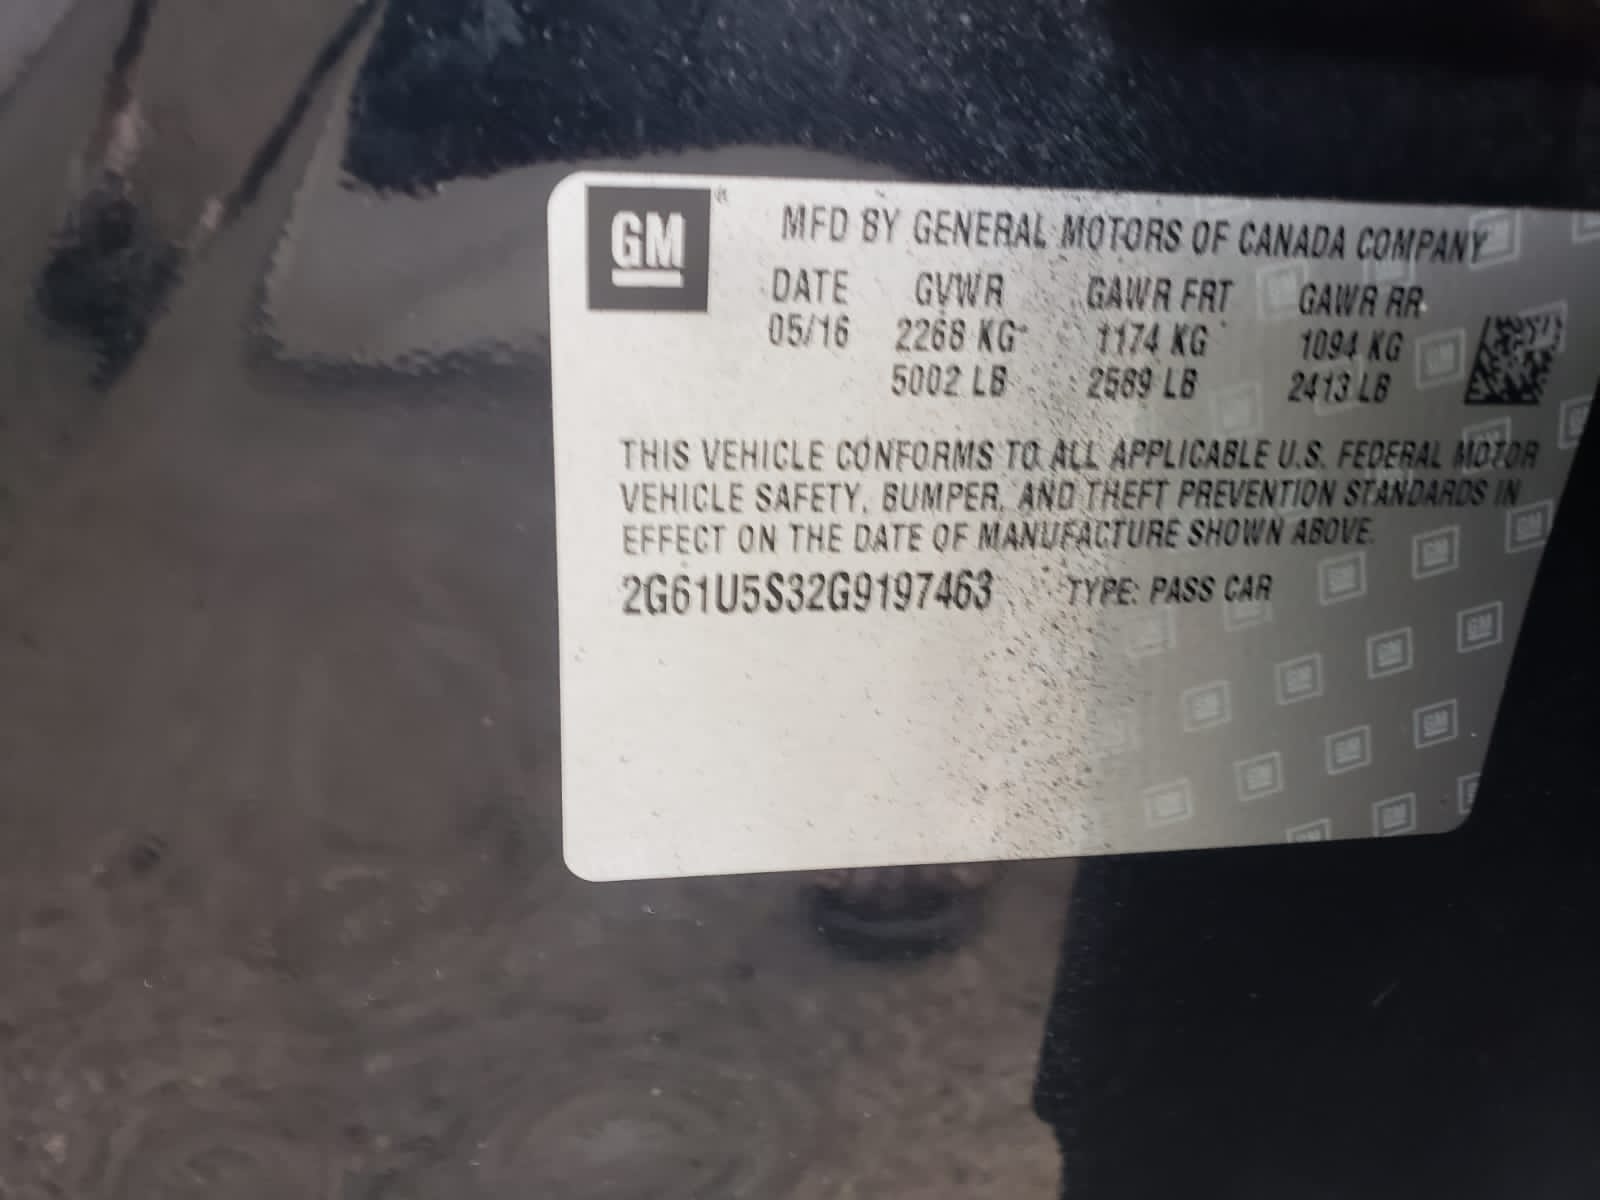 GM®
MFD BY GENERAL MOTORS OF CANADA COMPANY
DATE GVWR GAWR FRT GAWR RR
05/16 2268 KG 1174 KG 1094 KG
5002 LB 2589 LB 2413 LB
THIS VEHICLE CONFORMS TO ALL APPLICABLE U.S. FEDERAL MOTOR
VEHICLE SAFETY, BUMPER, AND THEFT PREVENTION STANDARDS IN
EFFECT ON THE DATE OF MANUFACTURE SHOWN ABOVE.
2G61U5S32G9197463 TYPE: PASS CAR